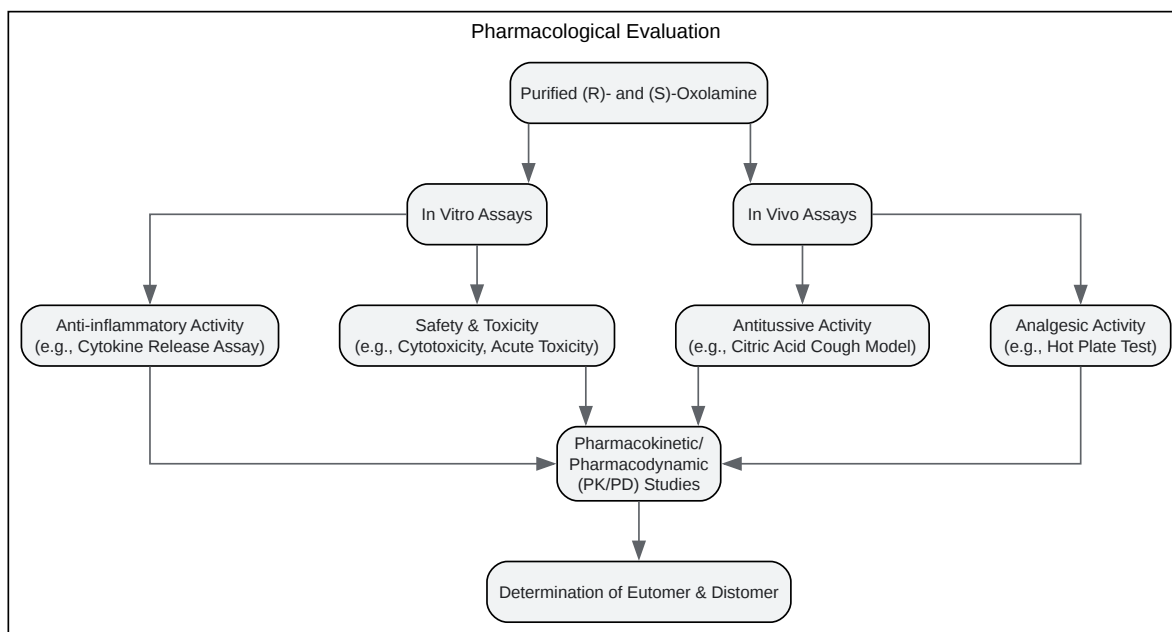 Pharmacological Evaluation
Purified (R)- and (S)-Oxolamine
In Vitro Assays
In Vivo Assays
Anti-inflammatory Activity
(e.g., Cytokine Release Assay)
Safety & Toxicity
(e.g., Cytotoxicity, Acute Toxicity)
Antitussive Activity
(e.g., Citric Acid Cough Model)
Analgesic Activity
(e.g., Hot Plate Test)
Pharmacokinetic/
Pharmacodynamic
(PK/PD) Studies
Determination of Eutomer & Distomer